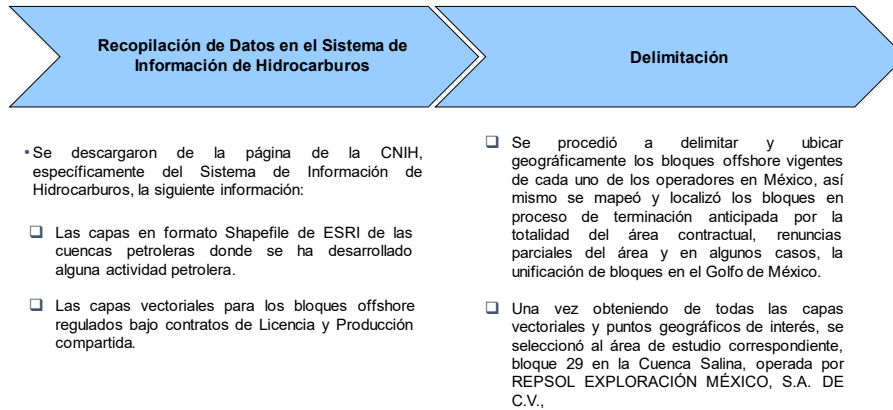 Recopilación de Datos en el Sistema de
Información de Hidrocarburos
Delimitación
• Se descargaron de la página de la CNIH,
específicamente del Sistema de Información de
Hidrocarburos, la siguiente información:
❑ Las capas en formato Shapefile de ESRI de las
cuencas petroleras donde se ha desarrollado
alguna actividad petrolera.
❑ Las capas vectoriales para los bloques offshore
regulados bajo contratos de Licencia y Producción
compartida.
❑ Se procedió a delimitar y ubicar
geográficamente los bloques offshore vigentes
de cada uno de los operadores en México, así
mismo se mapeó y localizó los bloques en
proceso de terminación anticipada por la
totalidad del área contractual, renuncias
parciales del área y en algunos casos, la
unificación de bloques en el Golfo de México.
❑ Una vez obteniendo de todas las capas
vectoriales y puntos geográficos de interés, se
seleccionó al área de estudio correspondiente,
bloque 29 en la Cuenca Salina, operada por
REPSOL EXPLORACIÓN MÉXICO, S.A. DE
C.V.,